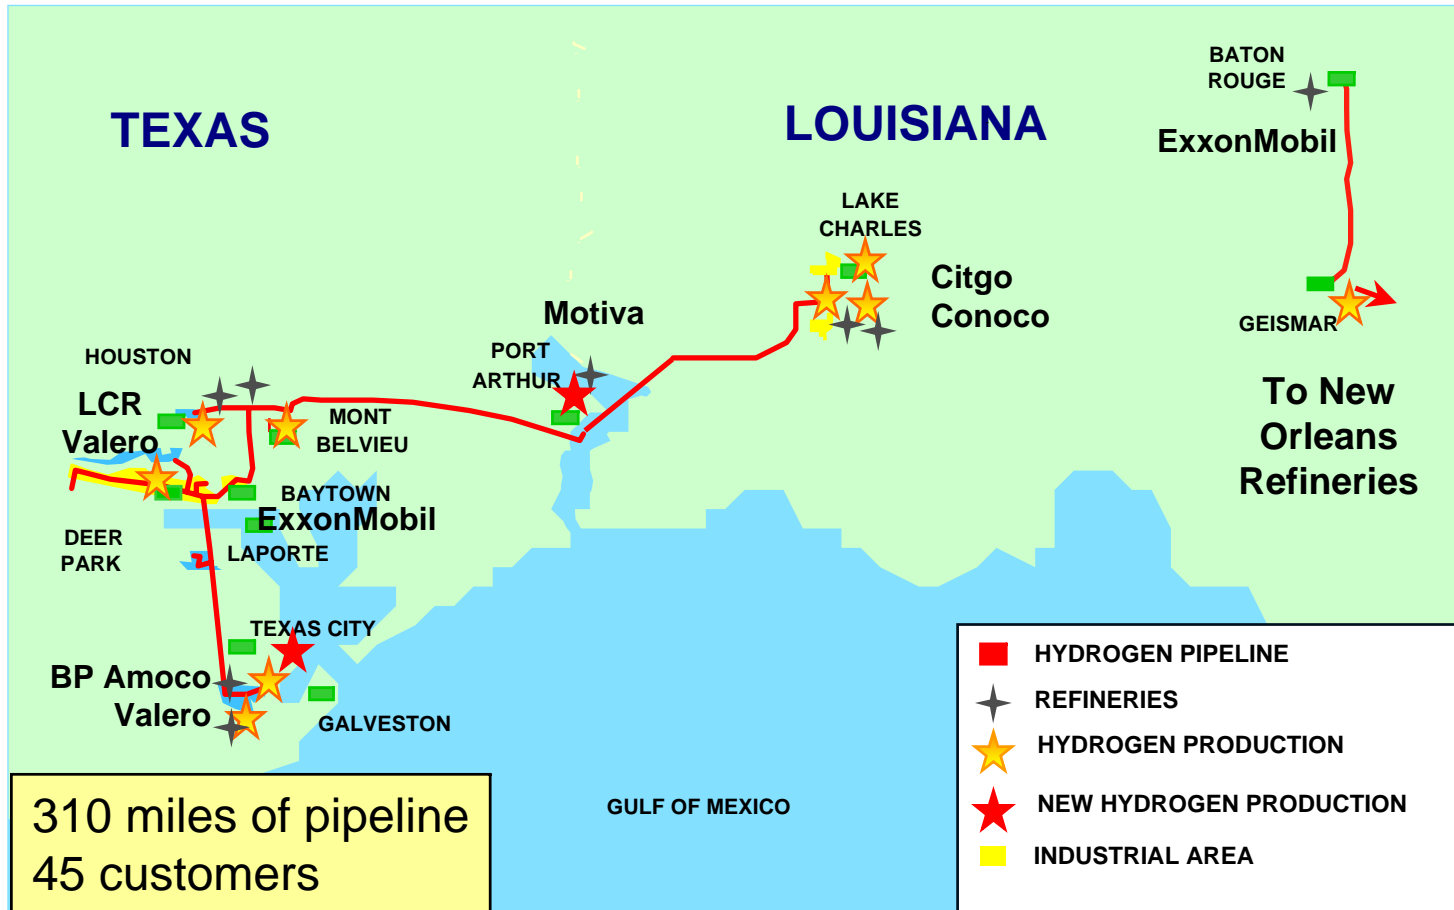 TEXAS
LOUISIANA
BATON
ROUGE
ExxonMobil
LAKE
CHARLES
Citgo
Conoco
GEISMAR
To New
Orleans
Refineries
Motiva
PORT
ARTHUR
HOUSTON
LCR
Valero
MONT
BELVIEU
BAYTOWN
ExxonMobil
DEER
PARK
LAPORTE
TEXAS CITY
BP Amoco
Valero
GALVESTON
GULF OF MEXICO
310 miles of pipeline
45 customers
HYDROGEN PIPELINE
REFINERIES
HYDROGEN PRODUCTION
NEW HYDROGEN PRODUCTION
INDUSTRIAL AREA